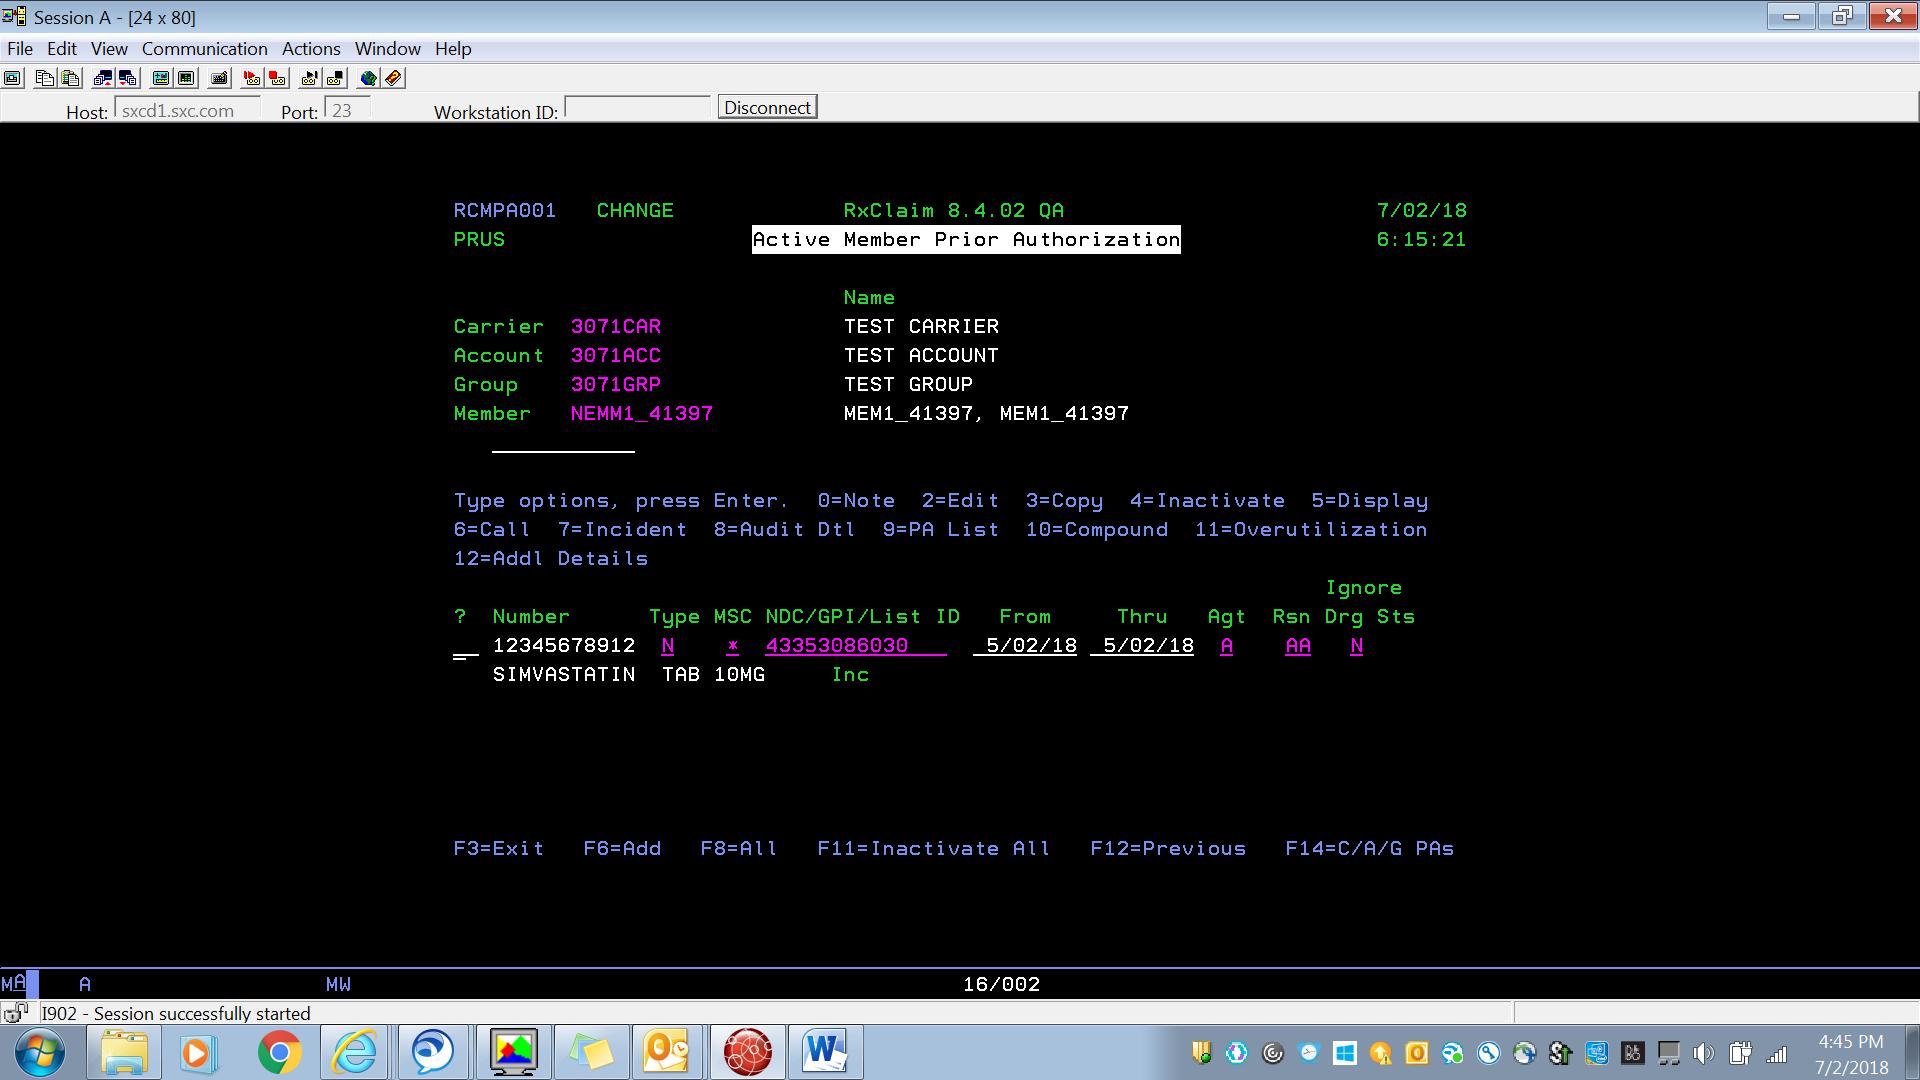 Session A - [24 x 80]
File Edit View Communication Actions Window Help
Host: sxcd1.sxc.com Port: 23 Workstation ID: Disconnect
RCMPA001 CHANGE RxClaim 8.4.02 QA 7/02/18
PRUS Active Member Prior Authorization 6:15:21
Name
Carrier 3071CAR TEST CARRIER
Account 3071ACC TEST ACCOUNT
Group 3071GRP TEST GROUP
Member NEMM1_41397 MEM1_41397, MEM1_41397
Type options, press Enter. 0=Note 2=Edit 3=Copy 4=Inactivate 5=Display
6=Call 7=Incident 8=Audit Dtl 9=PA List 10=Compound 11=Overutilization
12=Addl Details
Ignore
? Number Type MSC NDC/GPI/List ID From Thru Agt Rsn Drg Sts
12345678912 N * 43353086030 5/02/18 5/02/18 A AA N
SIMVASTATIN TAB 10MG Inc
F3=Exit F6=Add F8=All F11=Inactivate All F12=Previous F14=C/A/G PAs
MA A MW 16/002
I902 - Session successfully started
4:45 PM
7/2/2018